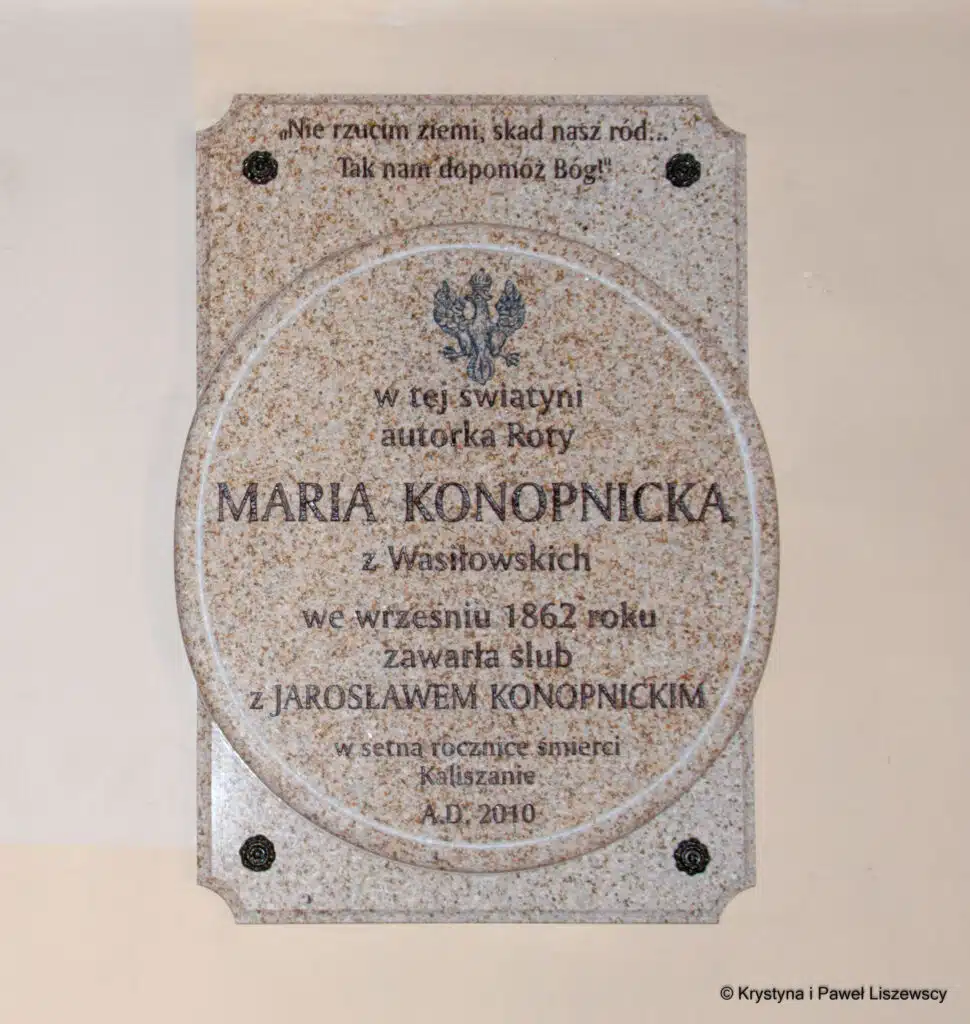 „Nie rzucim ziemi, skąd nasz ród...
Tak nam dopomóż Bóg!"
w tej świątyni
autorka Roty
MARIA KONOPNICKA
z Wasiłowskich
we wrześniu 1862 roku
zawarła ślub
z JAROSŁAWEM KONOPNICKIM
w setną rocznicę śmierci
Kaliszanie
A.D. 2010
© Krystyna i Paweł Liszewscy